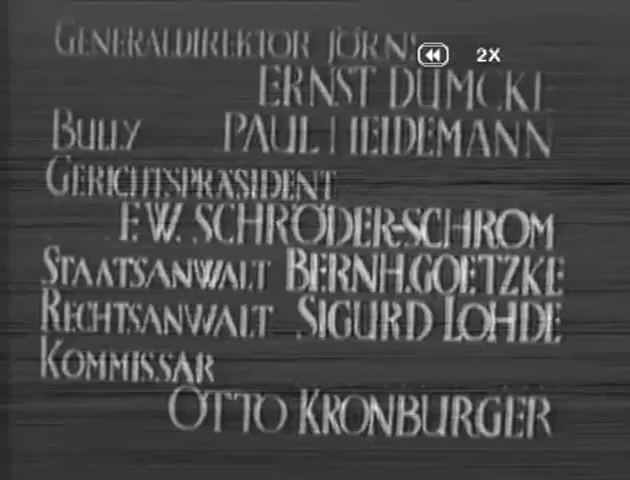 GENERALDIREKTOR JÖRNS
2X
ERNST DUMCKE
BULLY PAUL HEIDEMANN
GERICHTSPRÄSIDENT
F.W. SCHRÖDER-SCHROM
STAATSANWALT BERNH. GOETZKE
RECHTSANWALT SIGURD LOHDE
KOMMISSAR
OTTO KRONBURGER